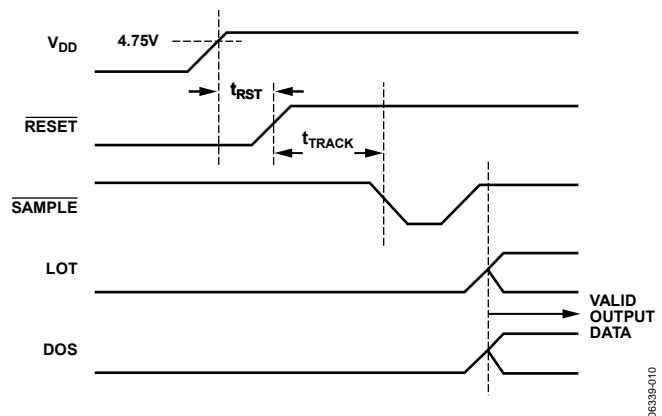 VDD
4.75V
tRST
RESET
tTRACK
SAMPLE
LOT
VALID
OUTPUT
DATA
DOS
06339-010